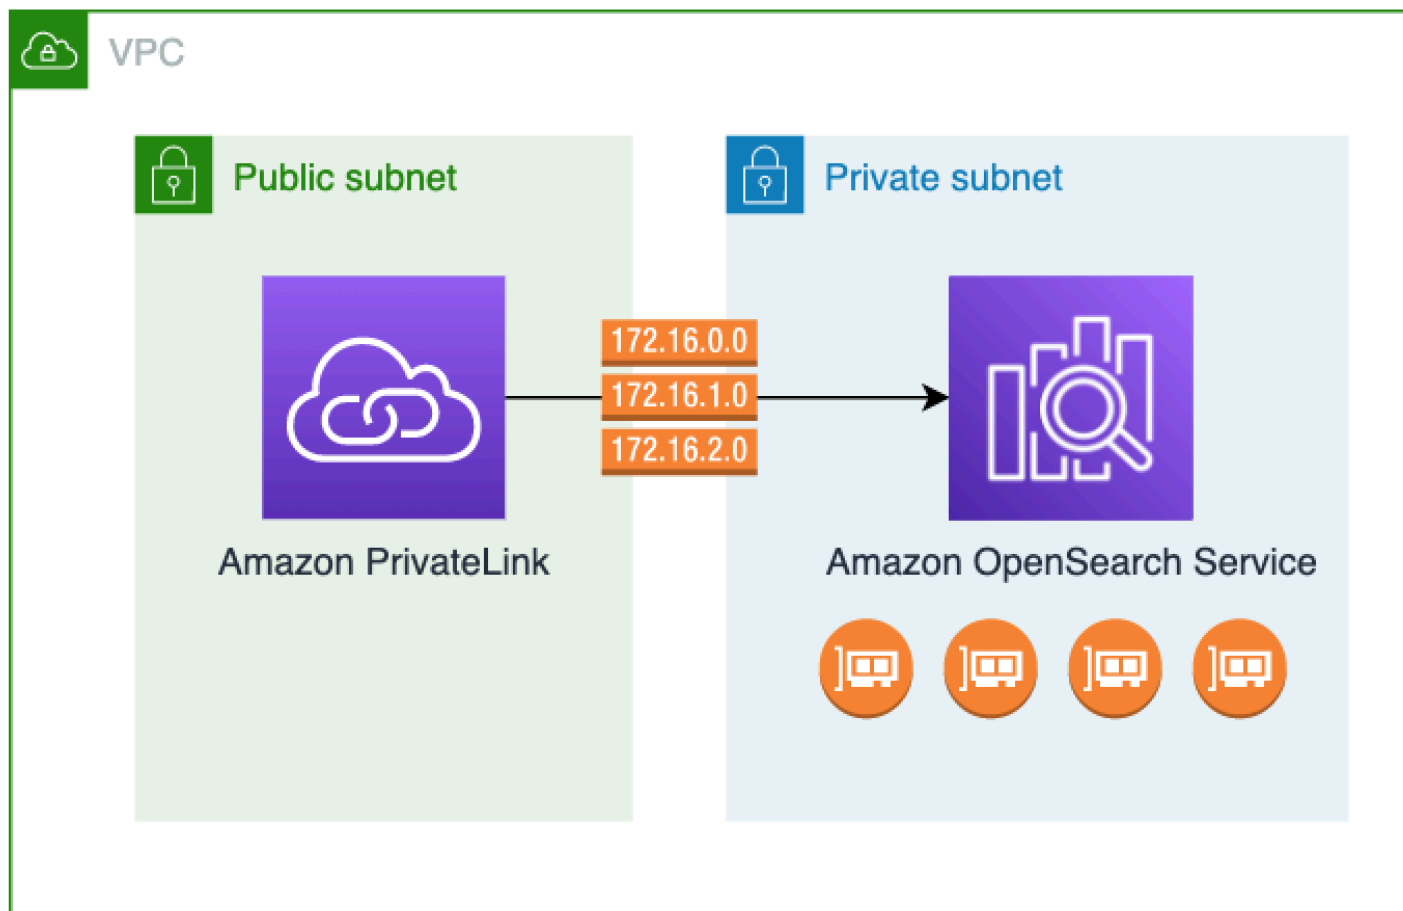 VPC
Public subnet
Private subnet
172.16.0.0
172.16.1.0
172.16.2.0
Amazon PrivateLink
Amazon OpenSearch Service